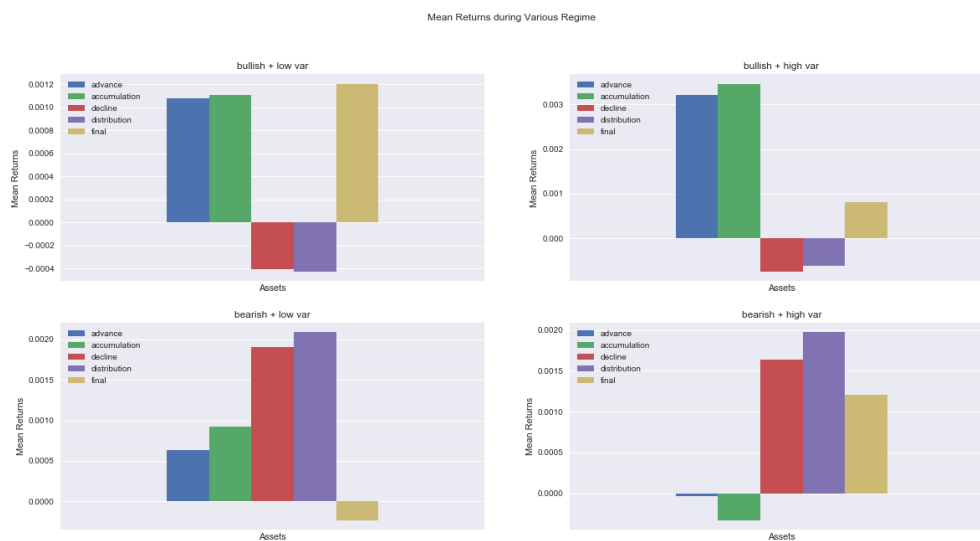 Mean Returns during Various Regime
bullish + low var
0.0012
0.0010
0.0008
0.0006
0.0004
0.0002
0.0000
−0.0002
−0.0004
Mean Returns
advance
accumulation
decline
distribution
final
Assets
bullish + high var
0.003
0.002
0.001
0.000
Mean Returns
advance
accumulation
decline
distribution
final
Assets
bearish + low var
0.0020
0.0015
0.0010
0.0005
0.0000
Mean Returns
advance
accumulation
decline
distribution
final
Assets
bearish + high var
0.0020
0.0015
0.0010
0.0005
0.0000
Mean Returns
advance
accumulation
decline
distribution
final
Assets